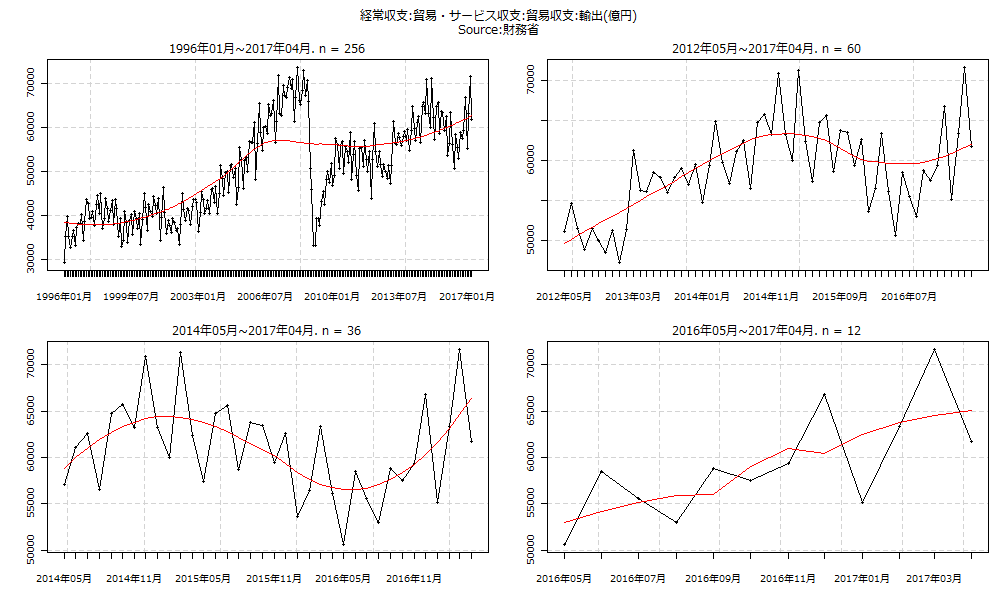 経常収支:貿易・サービス収支:貿易収支:輸出(億円)
Source:財務省
1996年01月~2017年04月. n = 256
70000
60000
50000
40000
30000
1996年01月 1999年07月 2003年01月 2006年07月 2010年01月 2013年07月 2017年01月
2012年05月~2017年04月. n = 60
70000
60000
50000
2012年05月 2013年03月 2014年01月 2014年11月 2015年09月 2016年07月
2014年05月~2017年04月. n = 36
70000
65000
60000
55000
50000
2014年05月 2014年11月 2015年05月 2015年11月 2016年05月 2016年11月
2016年05月~2017年04月. n = 12
70000
65000
60000
55000
50000
2016年05月 2016年07月 2016年09月 2016年11月 2017年01月 2017年03月